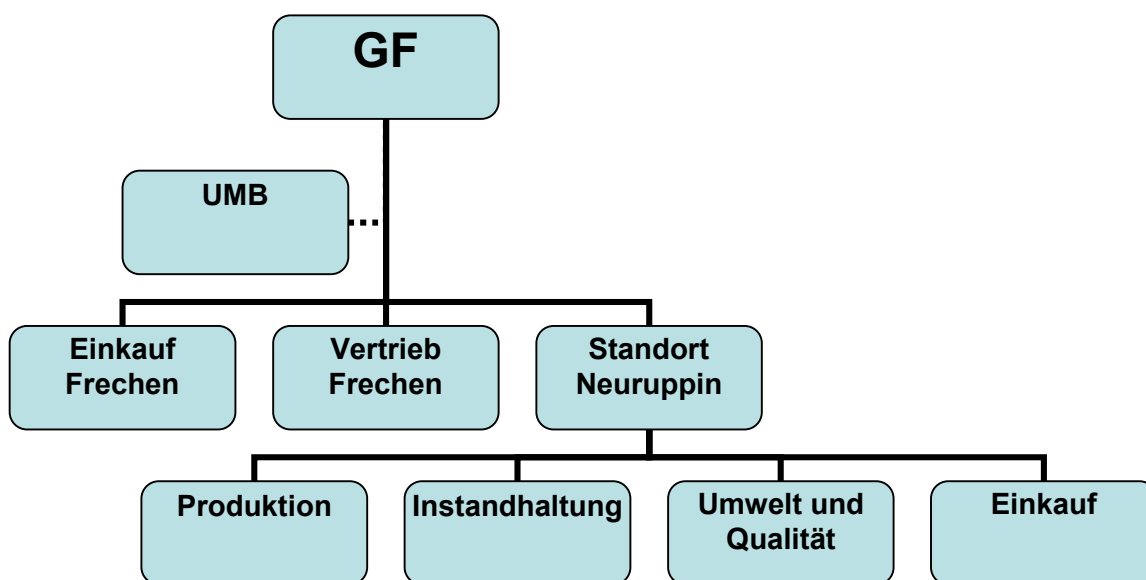 GF
UMB
Einkauf
Frechen
Vertrieb
Frechen
Standort
Neuruppin
Produktion
Instandhaltung
Umwelt und
Qualität
Einkauf